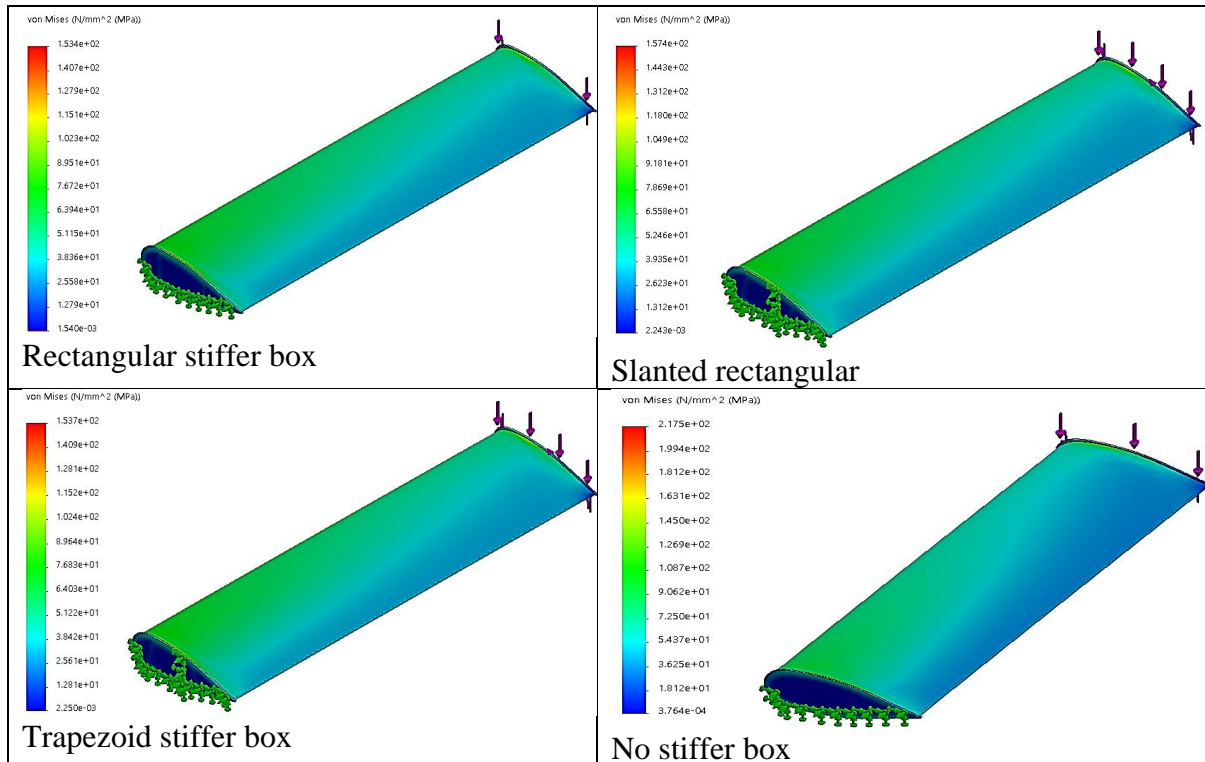 von Mises (N/mm^2 (MPa))
1.534e+02
1.407e+02
1.279e+02
1.151e+02
1.023e+02
8.951e+01
7.672e+01
6.394e+01
5.115e+01
3.836e+01
2.558e+01
1.279e+01
1.540e-03
Rectangular stiffer box
von Mises (N/mm^2 (MPa))
1.574e+02
1.443e+02
1.312e+02
1.180e+02
1.049e+02
9.181e+01
7.869e+01
6.558e+01
5.246e+01
3.935e+01
2.623e+01
1.312e+01
2.243e-03
Slanted rectangular
von Mises (N/mm^2 (MPa))
1.537e+02
1.409e+02
1.281e+02
1.152e+02
1.024e+02
8.964e+01
7.683e+01
6.403e+01
5.122e+01
3.842e+01
2.561e+01
1.281e+01
2.250e-03
Trapezoid stiffer box
von Mises (N/mm^2 (MPa))
2.175e+02
1.994e+02
1.812e+02
1.631e+02
1.450e+02
1.269e+02
1.087e+02
9.062e+01
7.250e+01
5.437e+01
3.625e+01
1.812e+01
3.764e-04
No stiffer box